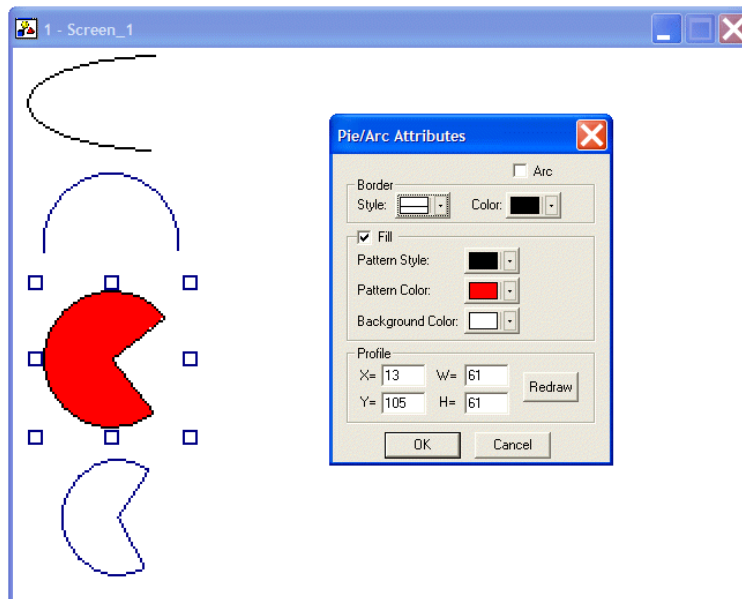 1 - Screen_1
Pie/Arc Attributes
Arc
Border
Style: Color:
Fill
Pattern Style:
Pattern Color:
Background Color:
Profile
X= 13 W= 61
Redraw
Y= 105 H= 61
OK Cancel